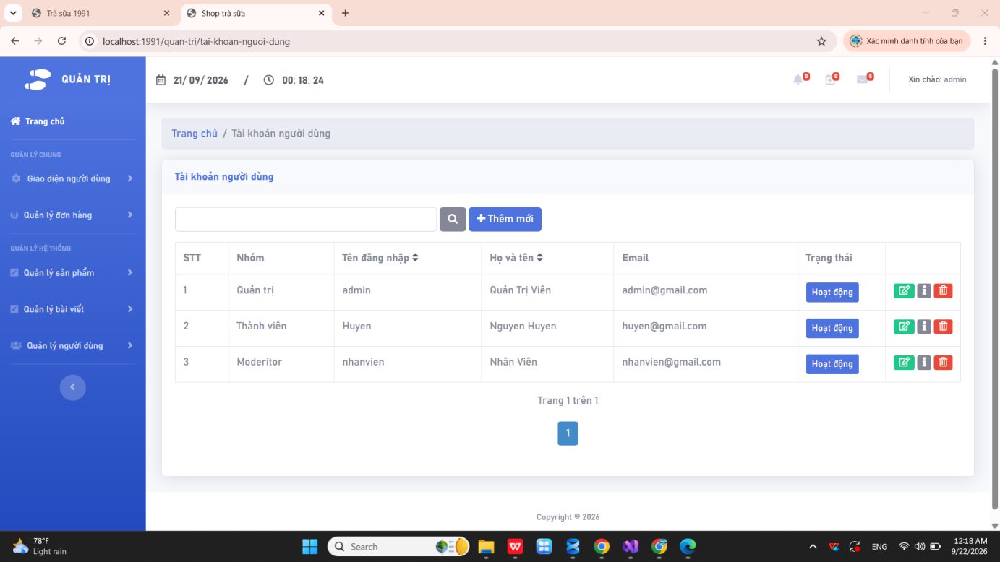 Trà sữa 1991
Shop trà sữa
localhost:1991/quan-tri/tai-khoan-nguoi-dung
Xác minh danh tính của bạn
QUẢN TRỊ
21/ 09/ 2026 / 00: 18: 24
0
0
5
Xin chào: admin
Trang chủ
Trang chủ / Tài khoản người dùng
QUẢN LÝ CHUNG
Giao diện người dùng
Quản lý đơn hàng
QUẢN LÝ HỆ THỐNG
Quản lý sản phẩm
Quản lý bài viết
Quản lý người dùng
Tài khoản người dùng
Thêm mới
STT Nhóm Tên đăng nhập Họ và tên Email Trạng thái
1 Quản trị admin Quản Trị Viên admin@gmail.com Hoạt động
2 Thành viên Huyen Nguyen Huyen huyen@gmail.com Hoạt động
3 Moderitor nhanvien Nhân Viên nhanvien@gmail.com Hoạt động
Trang 1 trên 1
1
Copyright © 2026
78°F
Light rain
Search
ENG
12:18 AM
9/22/2026